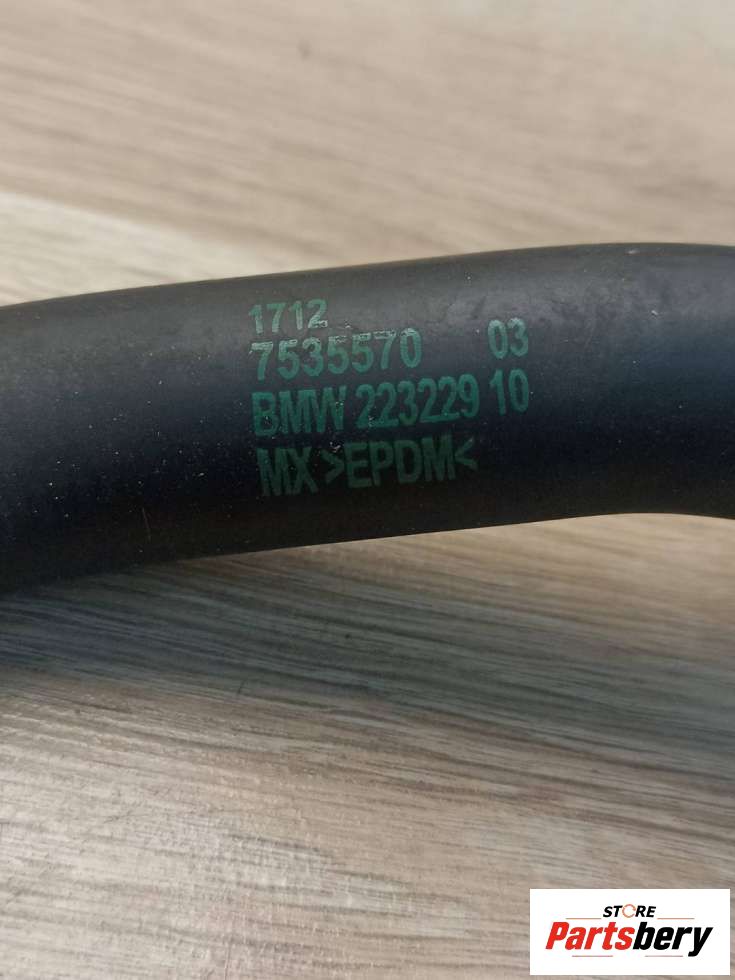 1712
7535570 03
BMW 223229 10
MX >EPDM<
STORE
Partsbery